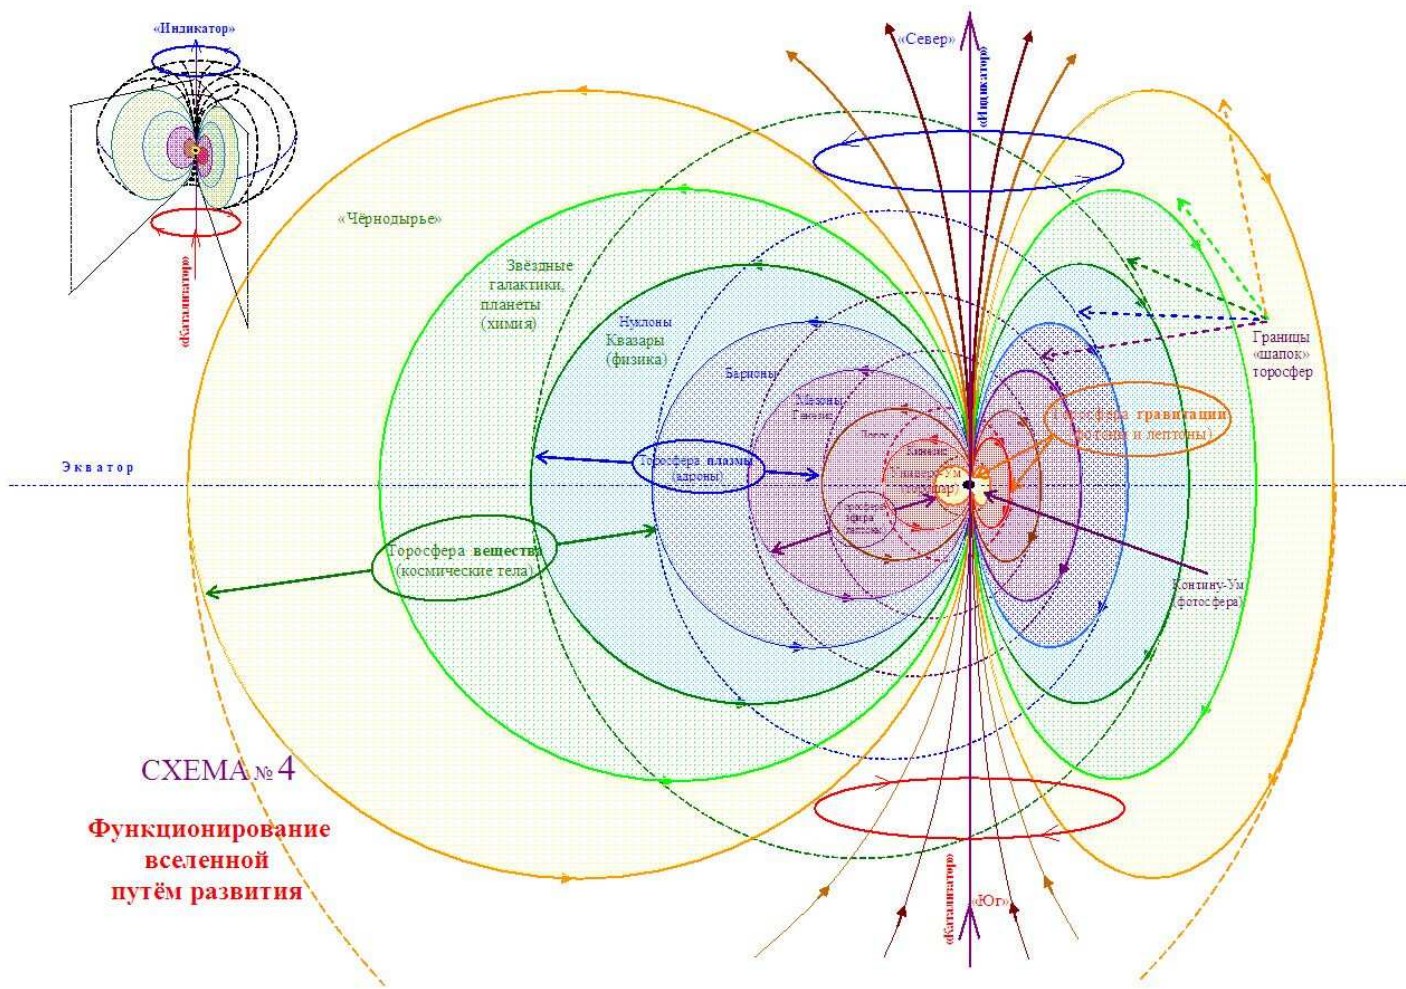 «Индикатор»
«Катализатор»
«Север»
«Индикатор»
«Чёрнодырье»
Звёздные
галактики,
планеты
(химия)
Нуклоны
Квазары
(физика)
Барионы
Мезоны
Границы
«шапок»
торосфер
Торосфера гравитации
(фотоны и лептоны)
Экватор
Торосфера плазмы
(адроны)
Торосфера вещества
(космические тела)
Контину-Ум
(фотосфера)
СХЕМА № 4
Функционирование
вселенной
путём развития
«Катализатор»
«Юг»